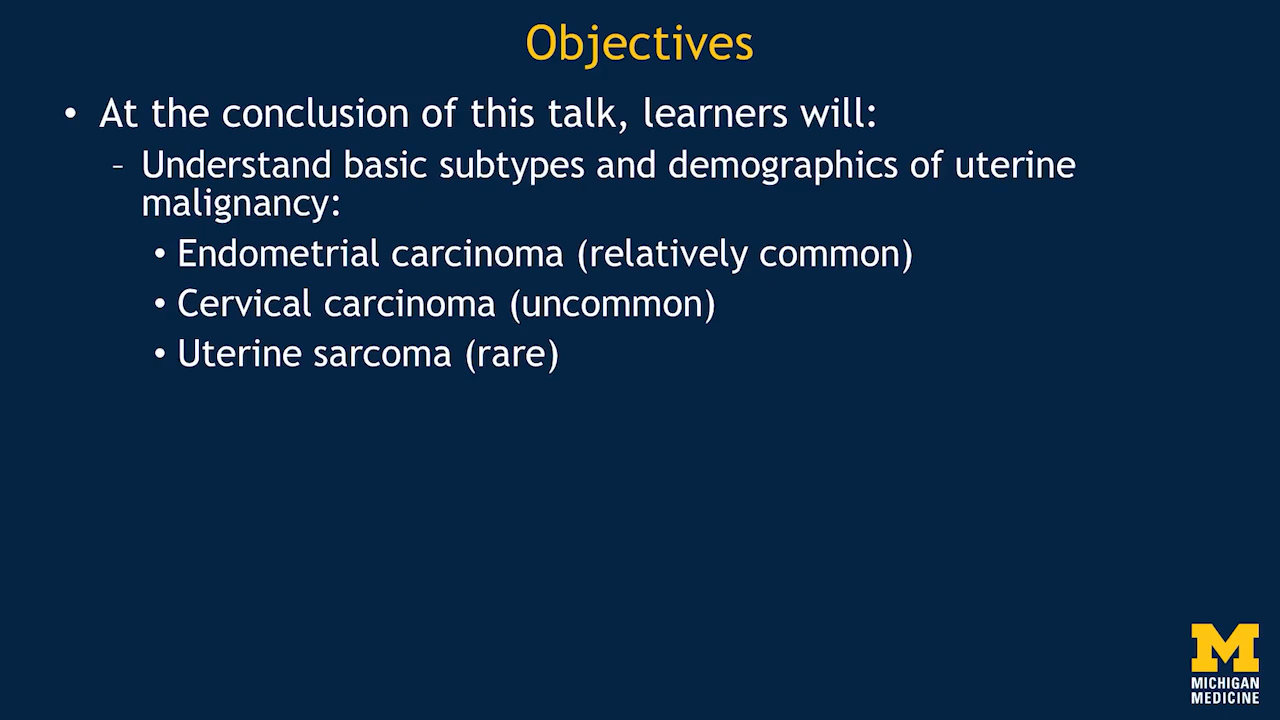 Objectives
• At the conclusion of this talk, learners will:
– Understand basic subtypes and demographics of uterine
malignancy:
• Endometrial carcinoma (relatively common)
• Cervical carcinoma (uncommon)
• Uterine sarcoma (rare)
M
MICHIGAN
MEDICINE